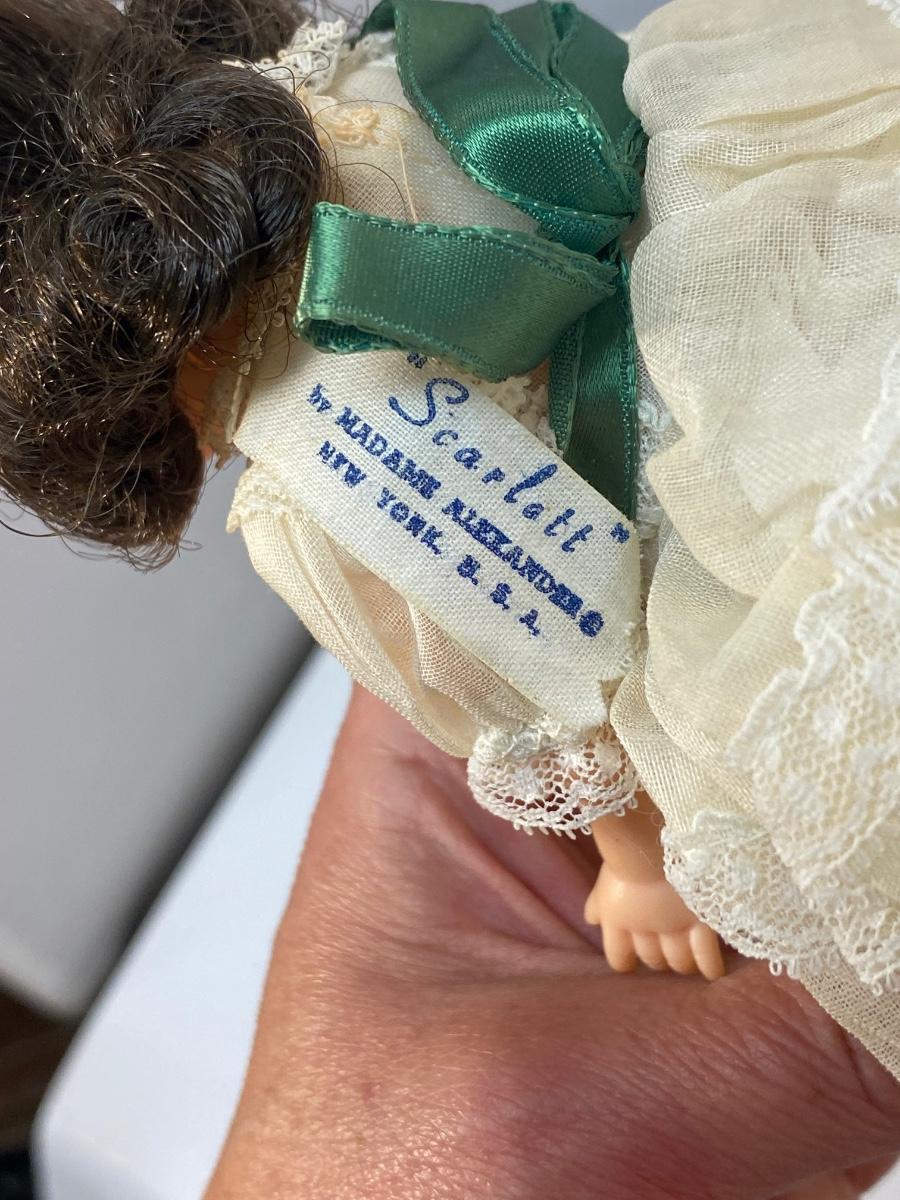 "Scarlett"
by MADAME ALEXANDER®
NEW YORK, U. S. A.